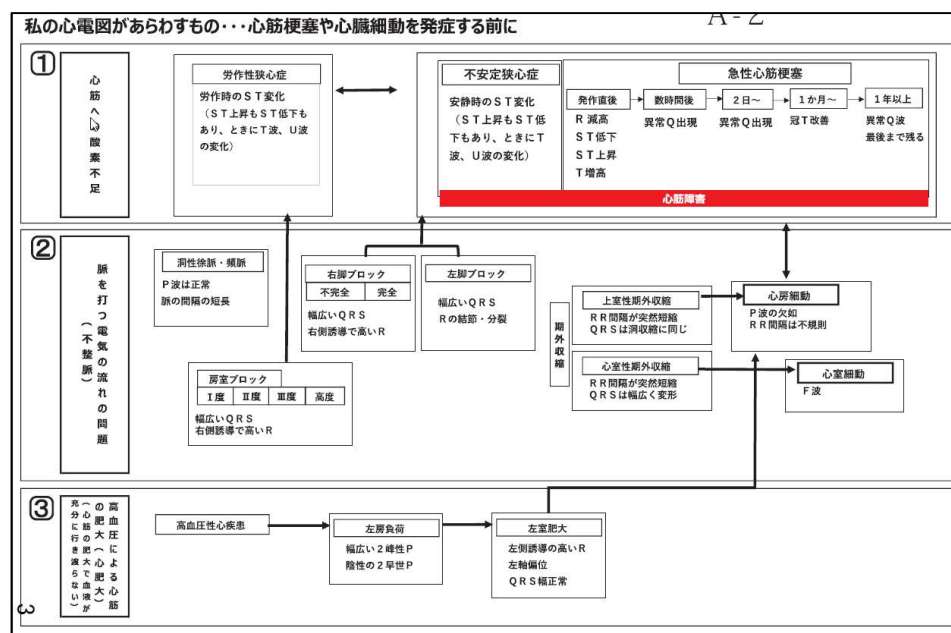 A-2
私の心電図があらわすもの・・・心筋梗塞や心臓細動を発症する前に
①
心筋への酸素不足
労作性狭心症
労作時のST変化
（ST上昇もST低下
もあり、ときにT波、U波
の変化）
不安定狭心症
安静時のST変化
（ST上昇もST低
下もあり、ときにT
波、U波の変化）
急性心筋梗塞
発作直後
R減高
ST低下
ST上昇
T増高
数時間後
異常Q出現
2日～
異常Q出現
1か月～
冠T改善
1年以上
異常Q波
最後まで残る
心筋障害
②
脈を打つ電気の流れの問題
（不整脈）
洞性徐脈・頻脈
P波は正常
脈の間隔の短長
右脚ブロック
不完全 完全
幅広いQRS
右側誘導で高いR
左脚ブロック
幅広いQRS
Rの結節・分裂
房室ブロック
Ⅰ度 Ⅱ度 Ⅲ度 高度
幅広いQRS
右側誘導で高いR
期外収縮
上室性期外収縮
RR間隔が突然短縮
QRSは洞収縮に同じ
心室性期外収縮
RR間隔が突然短縮
QRSは幅広く変形
心房細動
P波の欠如
RR間隔は不規則
心室細動
F波
③
高血圧による心筋
の肥大（心肥大）
（心筋の肥大で血液が
充分に行き渡らない）
高血圧性心疾患
左房負荷
幅広い2峰性P
陰性の2早世P
左室肥大
左側誘導の高いR
左軸偏位
QRS幅正常
3